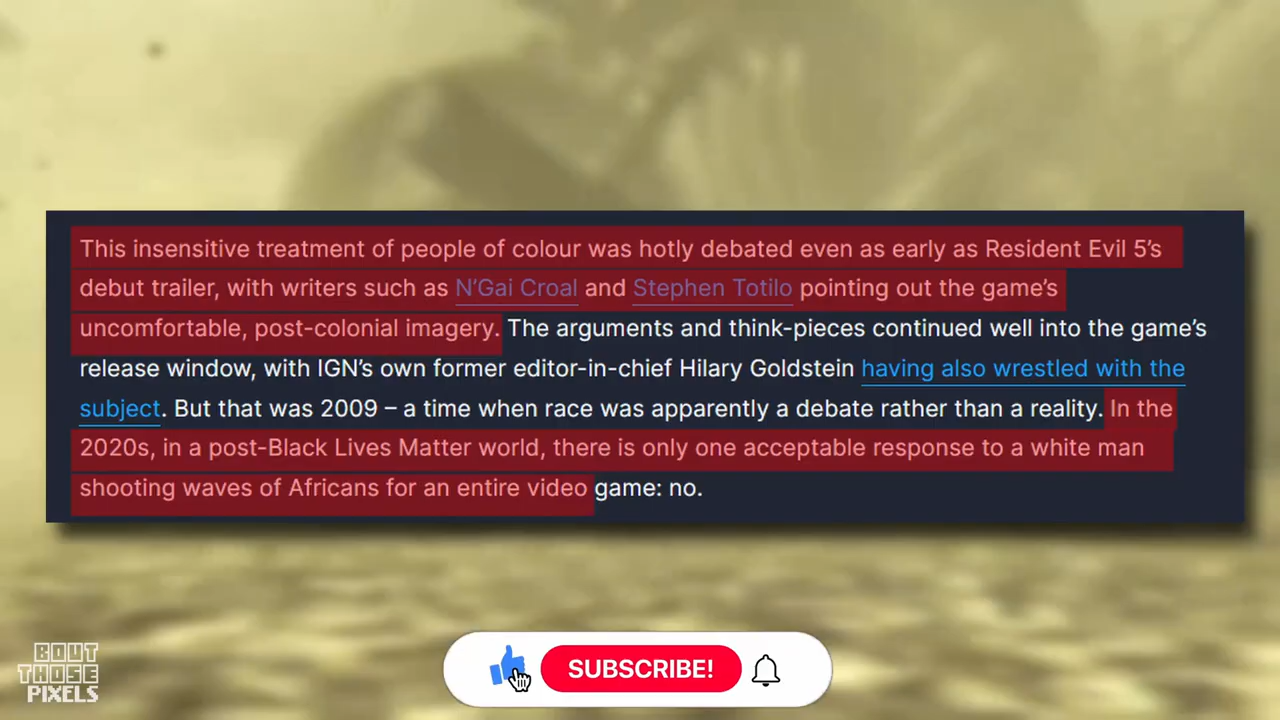 This insensitive treatment of people of colour was hotly debated even as early as Resident Evil 5’s
debut trailer, with writers such as N’Gai Croal and Stephen Totilo pointing out the game’s
uncomfortable, post-colonial imagery. The arguments and think-pieces continued well into the game’s
release window, with IGN’s own former editor-in-chief Hilary Goldstein having also wrestled with the
subject. But that was 2009 – a time when race was apparently a debate rather than a reality. In the
2020s, in a post-Black Lives Matter world, there is only one acceptable response to a white man
shooting waves of Africans for an entire video game: no.
BOUT
THOSE
PIXELS
SUBSCRIBE!